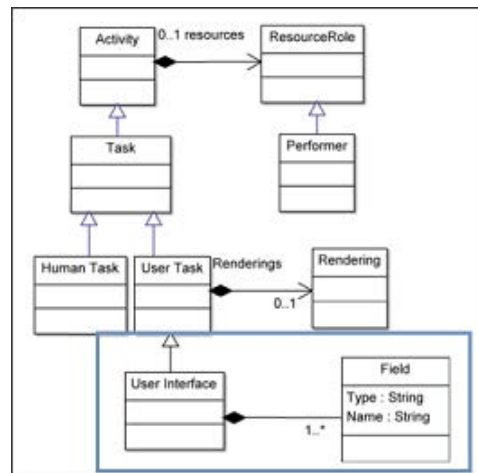 Activity
0..1 resources
ResourceRole
Task
Performer
Human Task
User Task
Renderings
Rendering
0..1
User Interface
Field
Type : String
Name : String
1..*